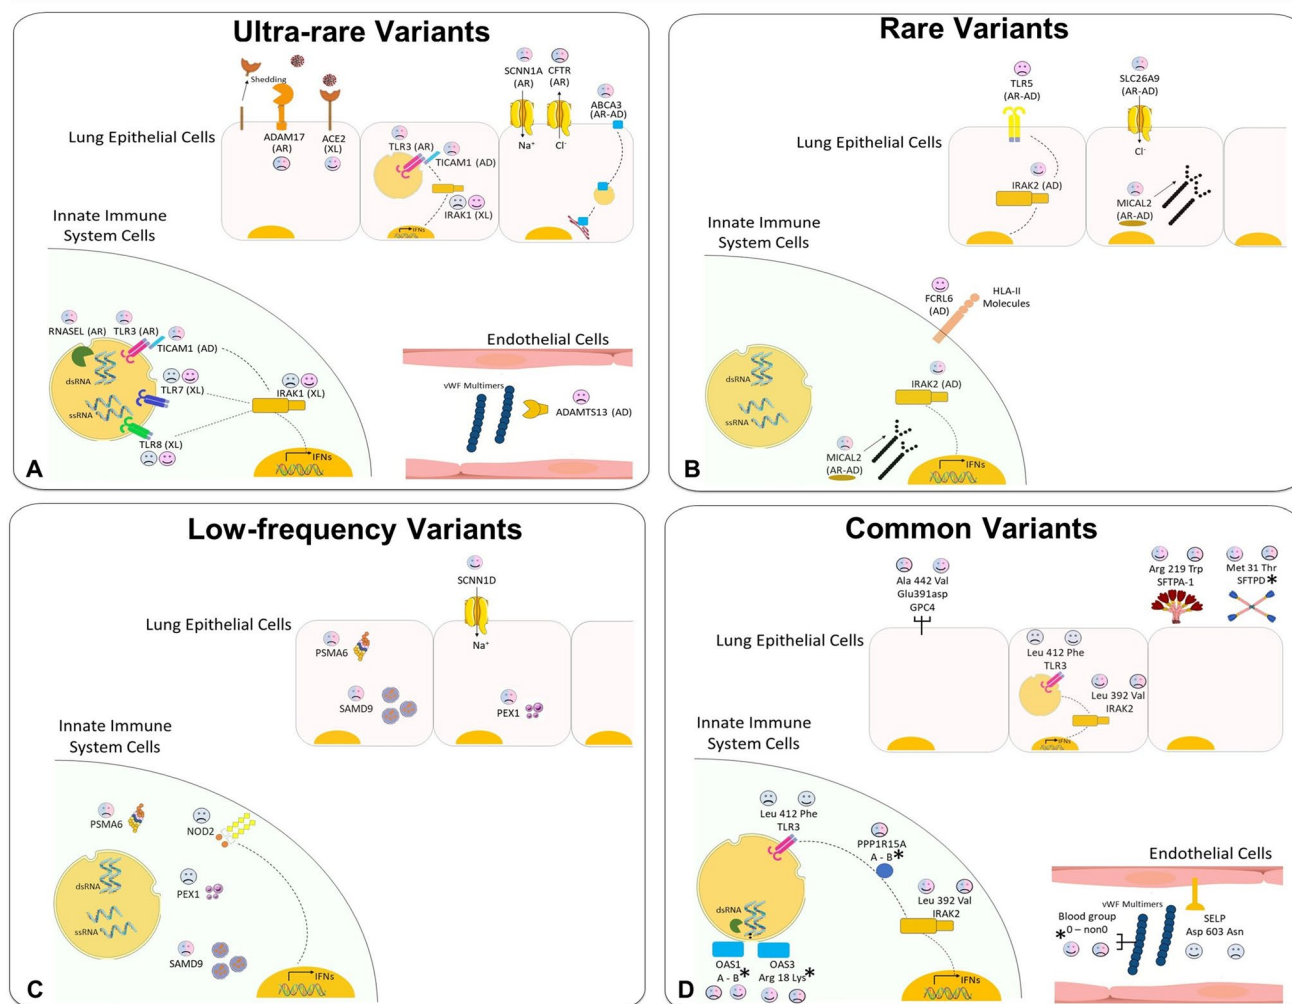 Ultra-rare Variants
Shedding
SCNN1A
(AR)
CFTR
(AR)
ABCA3
(AR-AD)
Lung Epithelial Cells
ADAM17
(AR)
ACE2
(XL)
TLR3 (AR)
TICAM1 (AD)
Na⁺
Cl⁻
IRAK1 (XL)
IFNs
Innate Immune
System Cells
RNASEL (AR)
TLR3 (AR)
TICAM1 (AD)
dsRNA
TLR7 (XL)
ssRNA
TLR8 (XL)
IRAK1 (XL)
IFNs
Endothelial Cells
vWF Multimers
ADAMTS13 (AD)
A
Rare Variants
TLR5
(AR-AD)
SLC26A9
(AR-AD)
Lung Epithelial Cells
Cl⁻
IRAK2 (AD)
MICAL2
(AR-AD)
Innate Immune
System Cells
FCRL6
(AD)
HLA-II
Molecules
dsRNA
IRAK2 (AD)
ssRNA
MICAL2
(AR-AD)
IFNs
B
Low-frequency Variants
SCNN1D
Lung Epithelial Cells
Na⁺
PSMA6
SAMD9
PEX1
Innate Immune
System Cells
PSMA6
NOD2
dsRNA
PEX1
ssRNA
SAMD9
IFNs
C
Common Variants
Ala 442 Val
Glu391asp
GPC4
Arg 219 Trp
SFTPA-1
Met 31 Thr
SFTPD*
Lung Epithelial Cells
Leu 412 Phe
TLR3
Leu 392 Val
IRAK2
IFNs
Innate Immune
System Cells
Leu 412 Phe
TLR3
PPP1R15A
A - B*
dsRNA
Leu 392 Val
IRAK2
OAS1
A - B*
OAS3
Arg 18 Lys*
IFNs
Endothelial Cells
vWF Multimers
Blood group
*0 – non0
SELP
Asp 603 Asn
D